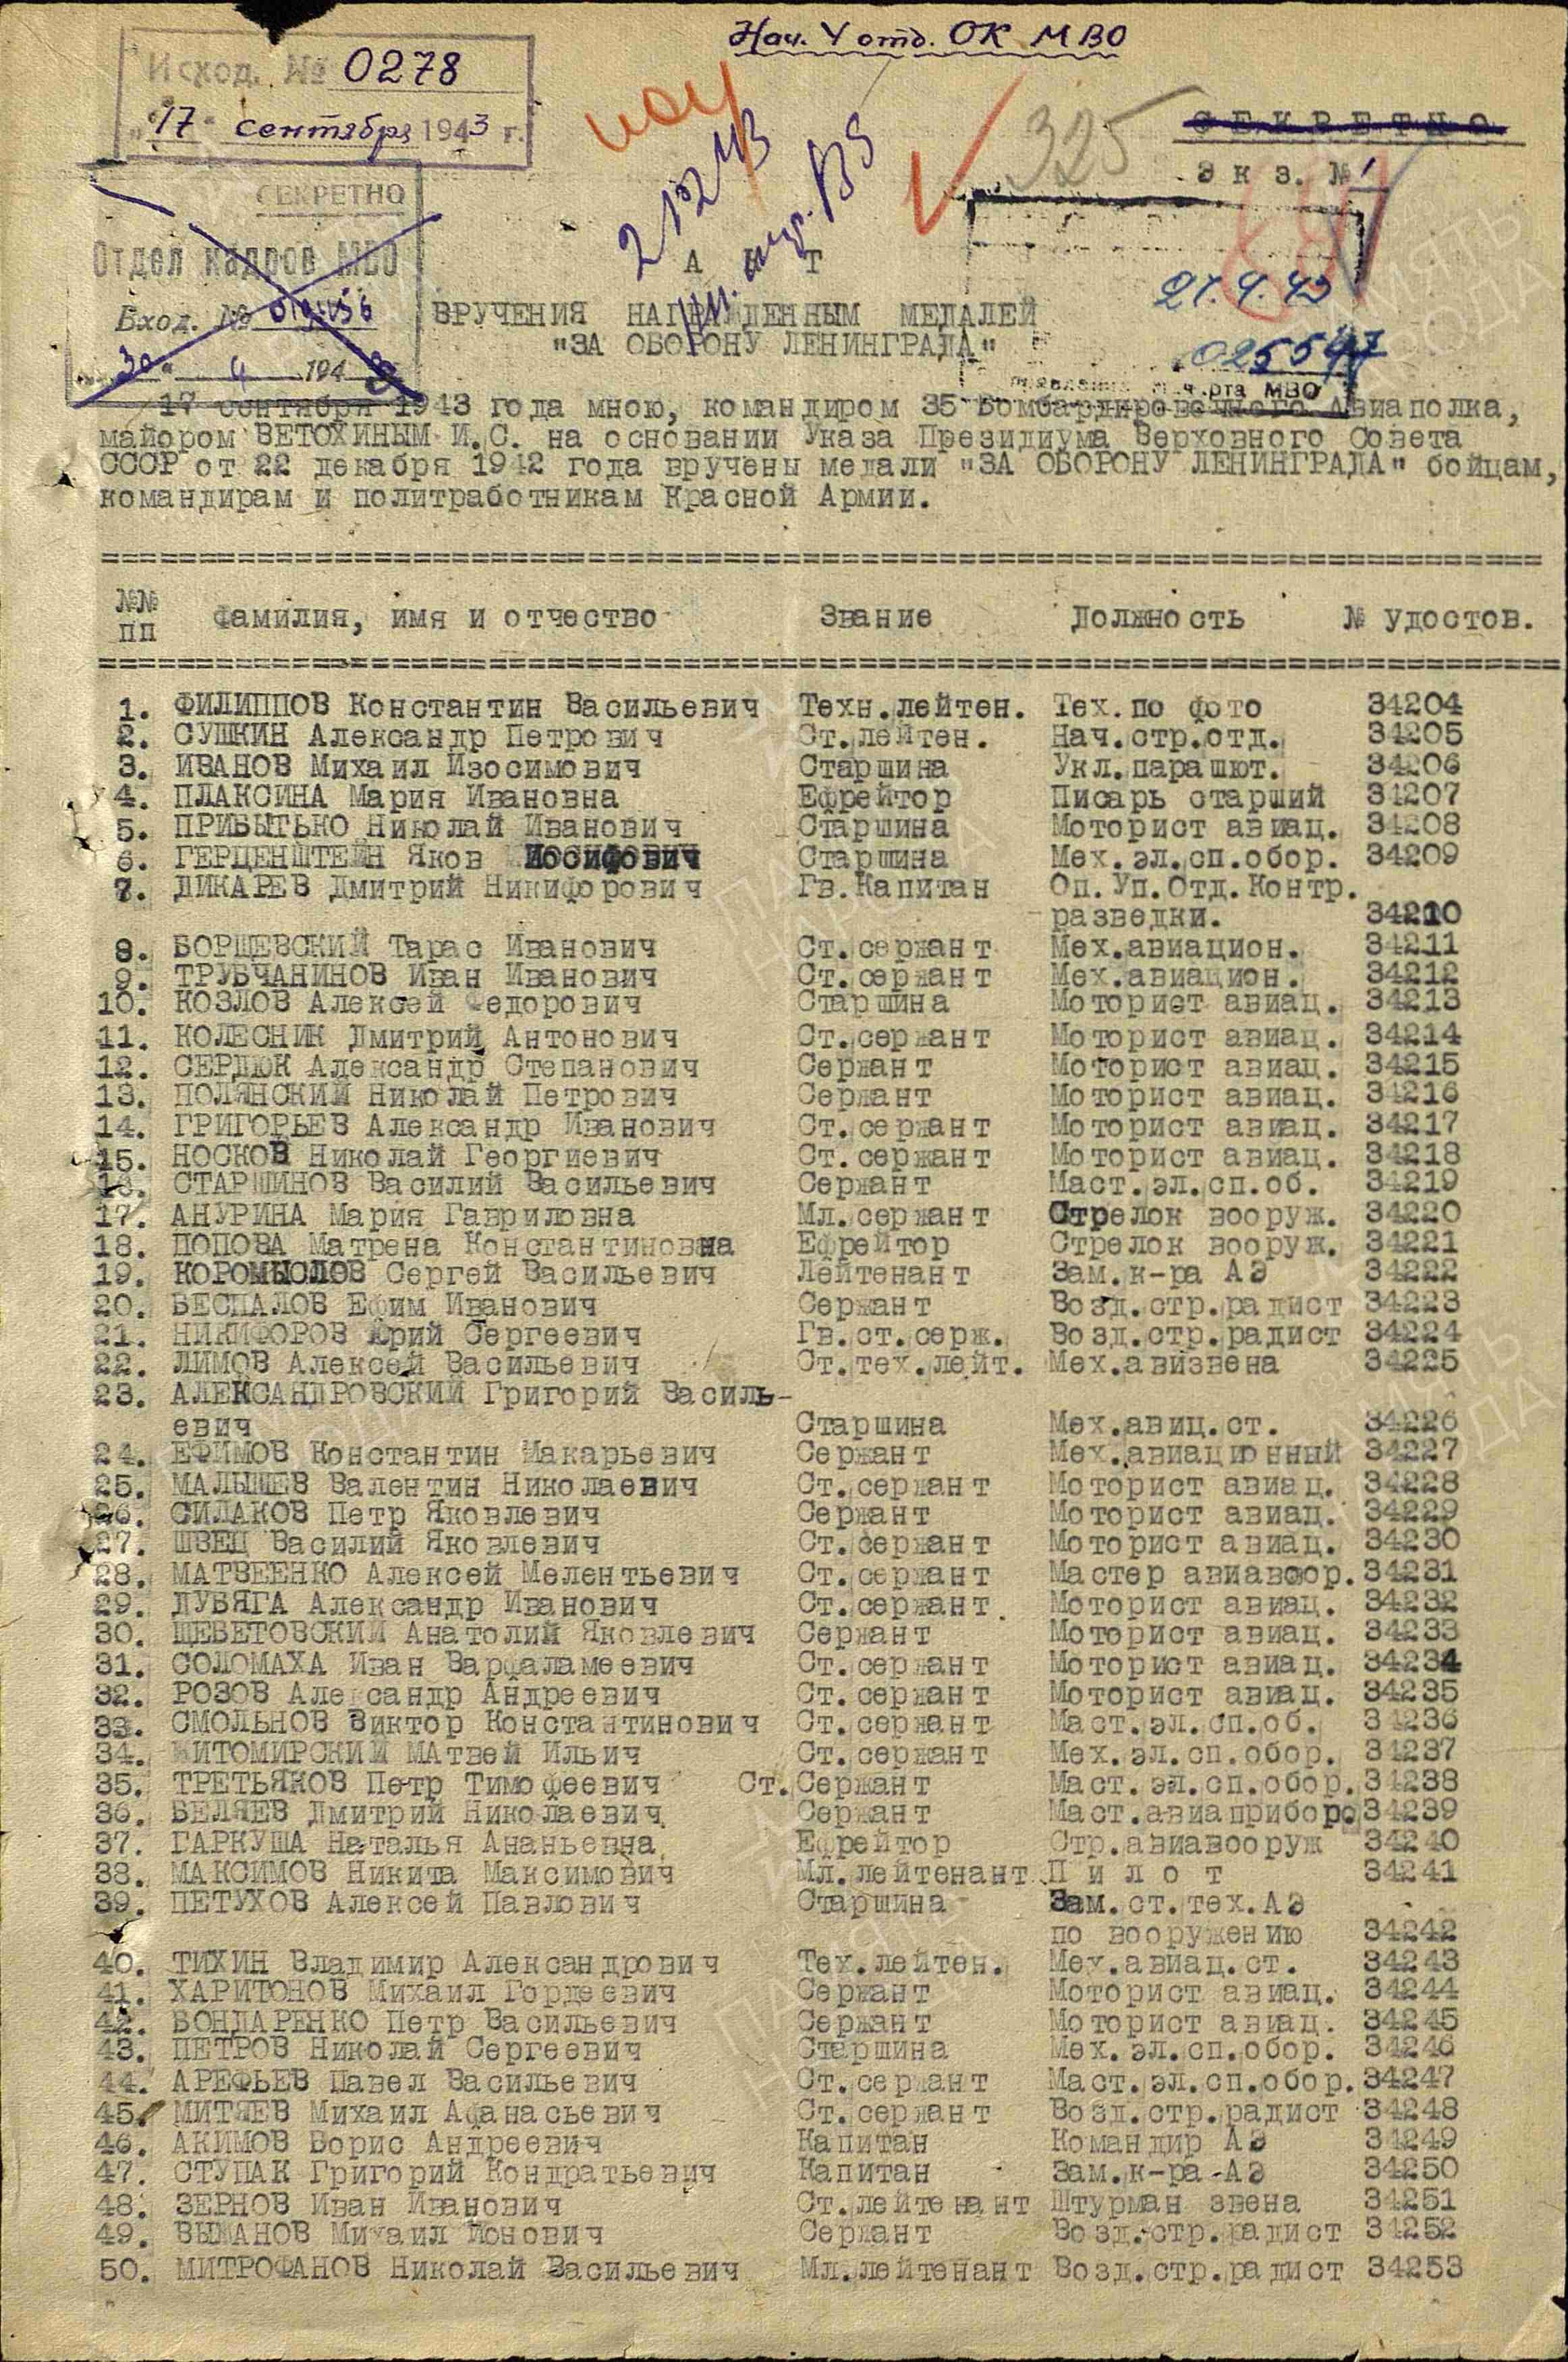 Нач. V отд. ОК МВО
Исход. № 0278
"17" сентября 1943 г.
325
СЕКРЕТНО
Экз. №1
СЕКРЕТНО
Отдел кадров МВО
Вход. №
30 4 1943
21.4.43
025547
МВО
А К Т
ВРУЧЕНИЯ НАГРАЖДЕННЫМ МЕДАЛЕЙ
"ЗА ОБОРОНУ ЛЕНИНГРАДА"
17 сентября 1943 года мною, командиром 35 Бомбардировочного Авиаполка,
майором ВЕТОХИНЫМ И.С. на основании Указа Президиума Верховного Совета
СССР от 22 декабря 1942 года вручены медали "ЗА ОБОРОНУ ЛЕНИНГРАДА" бойцам,
командирам и политработникам Красной Армии.
№№ пп Фамилия, имя и отчество Звание Должность № удостов.
1. ФИЛИППОВ Константин Васильевич Техн.лейтен. Тех.по фото 34204
2. СУШКИН Александр Петрович Ст.лейтен. Нач.стр.отд. 34205
3. ИВАНОВ Михаил Изосимович Старшина Укл.парашют. 34206
4. ПЛАКСИНА Мария Ивановна Ефрейтор Писарь старший 34207
5. ПРИБЫТЬКО Николай Иванович Старшина Моторист авиац. 34208
6. ГЕРЦЕНШТЕЙН Яков Иосифович Старшина Мех.эл.сп.обор. 34209
7. ДИКАРЕВ Дмитрий Никифорович Гв.Капитан Оп.Уп.Отд.Контр.
разведки. 34210
8. БОРЩЕВСКИЙ Тарас Иванович Ст.сержант Мех.авиацион. 34211
9. ТРУБЧАНИНОВ Иван Иванович Ст.сержант Мех.авиацион. 34212
10. КОЗЛОВ Алексей Федорович Старшина Моторист авиац. 34213
11. КОЛЕСНИК Дмитрий Антонович Ст.сержант Моторист авиац. 34214
12. СЕРДЮК Александр Степанович Сержант Моторист авиац. 34215
13. ПОЛЯНСКИЙ Николай Петрович Сержант Моторист авиац. 34216
14. ГРИГОРЬЕВ Александр Иванович Ст.сержант Моторист авиац. 34217
15. НОСКОВ Николай Георгиевич Ст.сержант Моторист авиац. 34218
16. СТАРШИНОВ Василий Васильевич Сержант Маст.эл.сп.об. 34219
17. АНУРИНА Мария Гавриловна Мл.сержант Стрелок вооруж. 34220
18. ПОПОВА Матрена Константиновна Ефрейтор Стрелок вооруж. 34221
19. КОРОМЫСЛОВ Сергей Васильевич Лейтенант Зам.к-ра АЭ 34222
20. БЕСПАЛОВ Ефим Иванович Сержант Возд.стр.радист 34223
21. НИКИФОРОВ Юрий Сергеевич Гв.ст.серж. Возд.стр.радист 34224
22. ЛИМОВ Алексей Васильевич Ст.тех.лейт. Мех.авизвена 34225
23. АЛЕКСАНДРОВСКИЙ Григорий Василь-
евич Старшина Мех.авиц.ст. 34226
24. ЕФИМОВ Константин Макарьевич Сержант Мех.авиационный 34227
25. МАЛЫШЕВ Валентин Николаевич Ст.сержант Моторист авиац. 34228
26. СИЛАКОВ Петр Яковлевич Сержант Моторист авиац. 34229
27. ШВЕЦ Василий Яковлевич Ст.сержант Моторист авиац. 34230
28. МАТВЕЕНКО Алексей Мелентьевич Ст.сержант Мастер авиавоор. 34231
29. ДУБЯГА Александр Иванович Ст.сержант Моторист авиац. 34232
30. ЩЕБЕТОВСКИЙ Анатолий Яковлевич Сержант Моторист авиац. 34233
31. СОЛОМАХА Иван Варфаламеевич Ст.сержант Моторист авиац. 34234
32. РОЗОВ Александр Андреевич Ст.сержант Моторист авиац. 34235
33. СМОЛЬНОВ Виктор Константинович Ст.сержант Маст.эл.сп.об. 34236
34. ЖИТОМИРСКИЙ МАтвей Ильич Ст.сержант Мех.эл.сп.обор. 34237
35. ТРЕТЬЯКОВ Петр Тимофеевич Ст.Сержант Маст.эл.сп.обор. 34238
36. БЕЛЯЕВ Дмитрий Николаевич Сержант Маст.авиаприборо 34239
37. ГАРКУША Наталья Ананьевна Ефрейтор Стр.авиавооруж 34240
38. МАКСИМОВ Никита Максимович Мл.лейтенант П и л о т 34241
39. ПЕТУХОВ Алексей Павлович Старшина Зам.ст.тех.АЭ
по вооружению 34242
40. ТИХИН Владимир Александрович Тех.лейтен. Мех.авиац.ст. 34243
41. ХАРИТОНОВ Михаил Гордеевич Сержант Моторист авиац. 34244
42. БОНДАРЕНКО Петр Васильевич Сержант Моторист авиац. 34245
43. ПЕТРОВ Николай Сергеевич Старшина Мех.эл.сп.обор. 34246
44. АРЕФЬЕВ Павел Васильевич Ст.сержант Маст.эл.сп.обор. 34247
45. МИТЯЕВ Михаил Афанасьевич Ст.сержант Возд.стр.радист 34248
46. АКИМОВ Борис Андреевич Капитан Командир АЭ 34249
47. СТУПАК Григорий Кондратьевич Капитан Зам.к-ра-АЭ 34250
48. ЗЕРНОВ Иван Иванович Ст.лейтенант Штурман звена 34251
49. ВЫЖАНОВ Михаил Ионович Сержант Возд.стр.радист 34252
50. МИТРОФАНОВ Николай Васильевич Мл.лейтенант Возд.стр.радист 34253